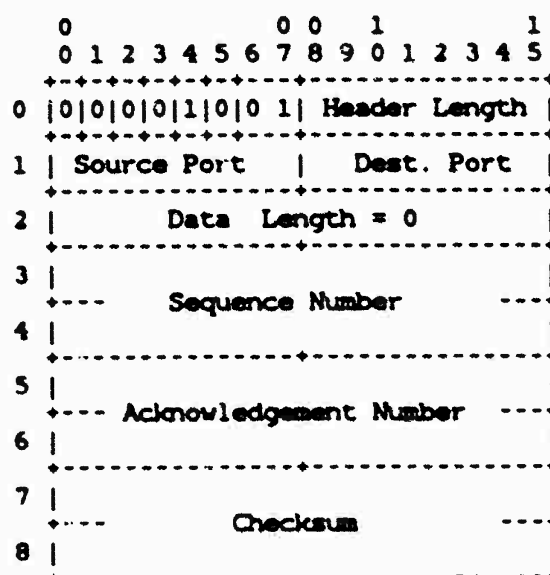 0 0 0 1 1
0 1 2 3 4 5 6 7 8 9 0 1 2 3 4 5
0 |0|0|0|0|1|0|0 1| Header Length |
1 | Source Port | Dest. Port |
2 | Data Length = 0 |
3 |
--- Sequence Number ---
4 |
5 |
--- Acknowledgement Number ---
6 |
7 |
--- Checksum ---
8 |